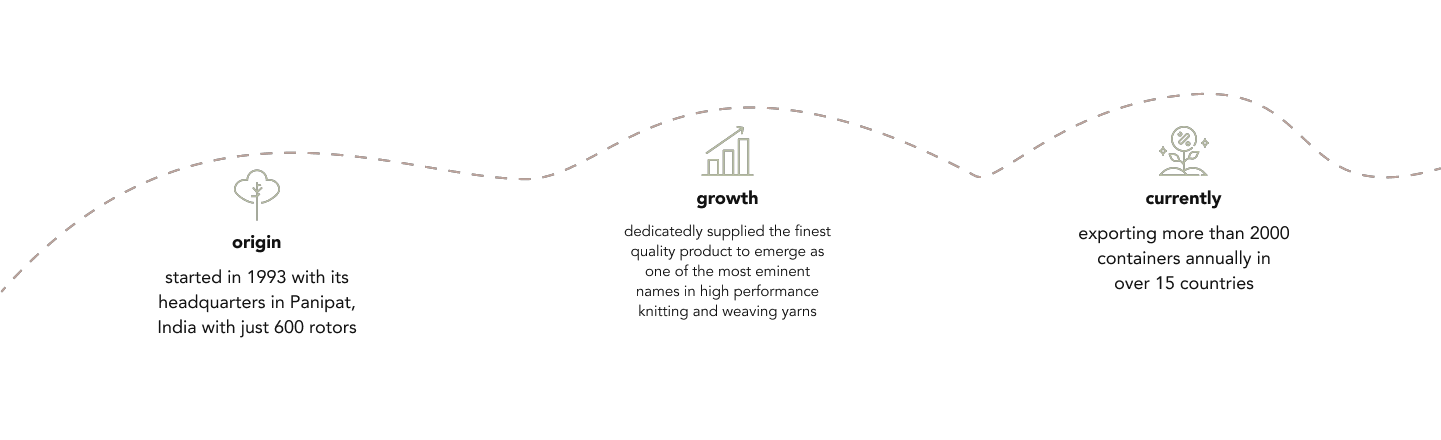 origin
started in 1993 with its
headquarters in Panipat,
India with just 600 rotors
growth
dedicatedly supplied the finest
quality product to emerge as
one of the most eminent
names in high performance
knitting and weaving yarns
currently
exporting more than 2000
containers annually in
over 15 countries